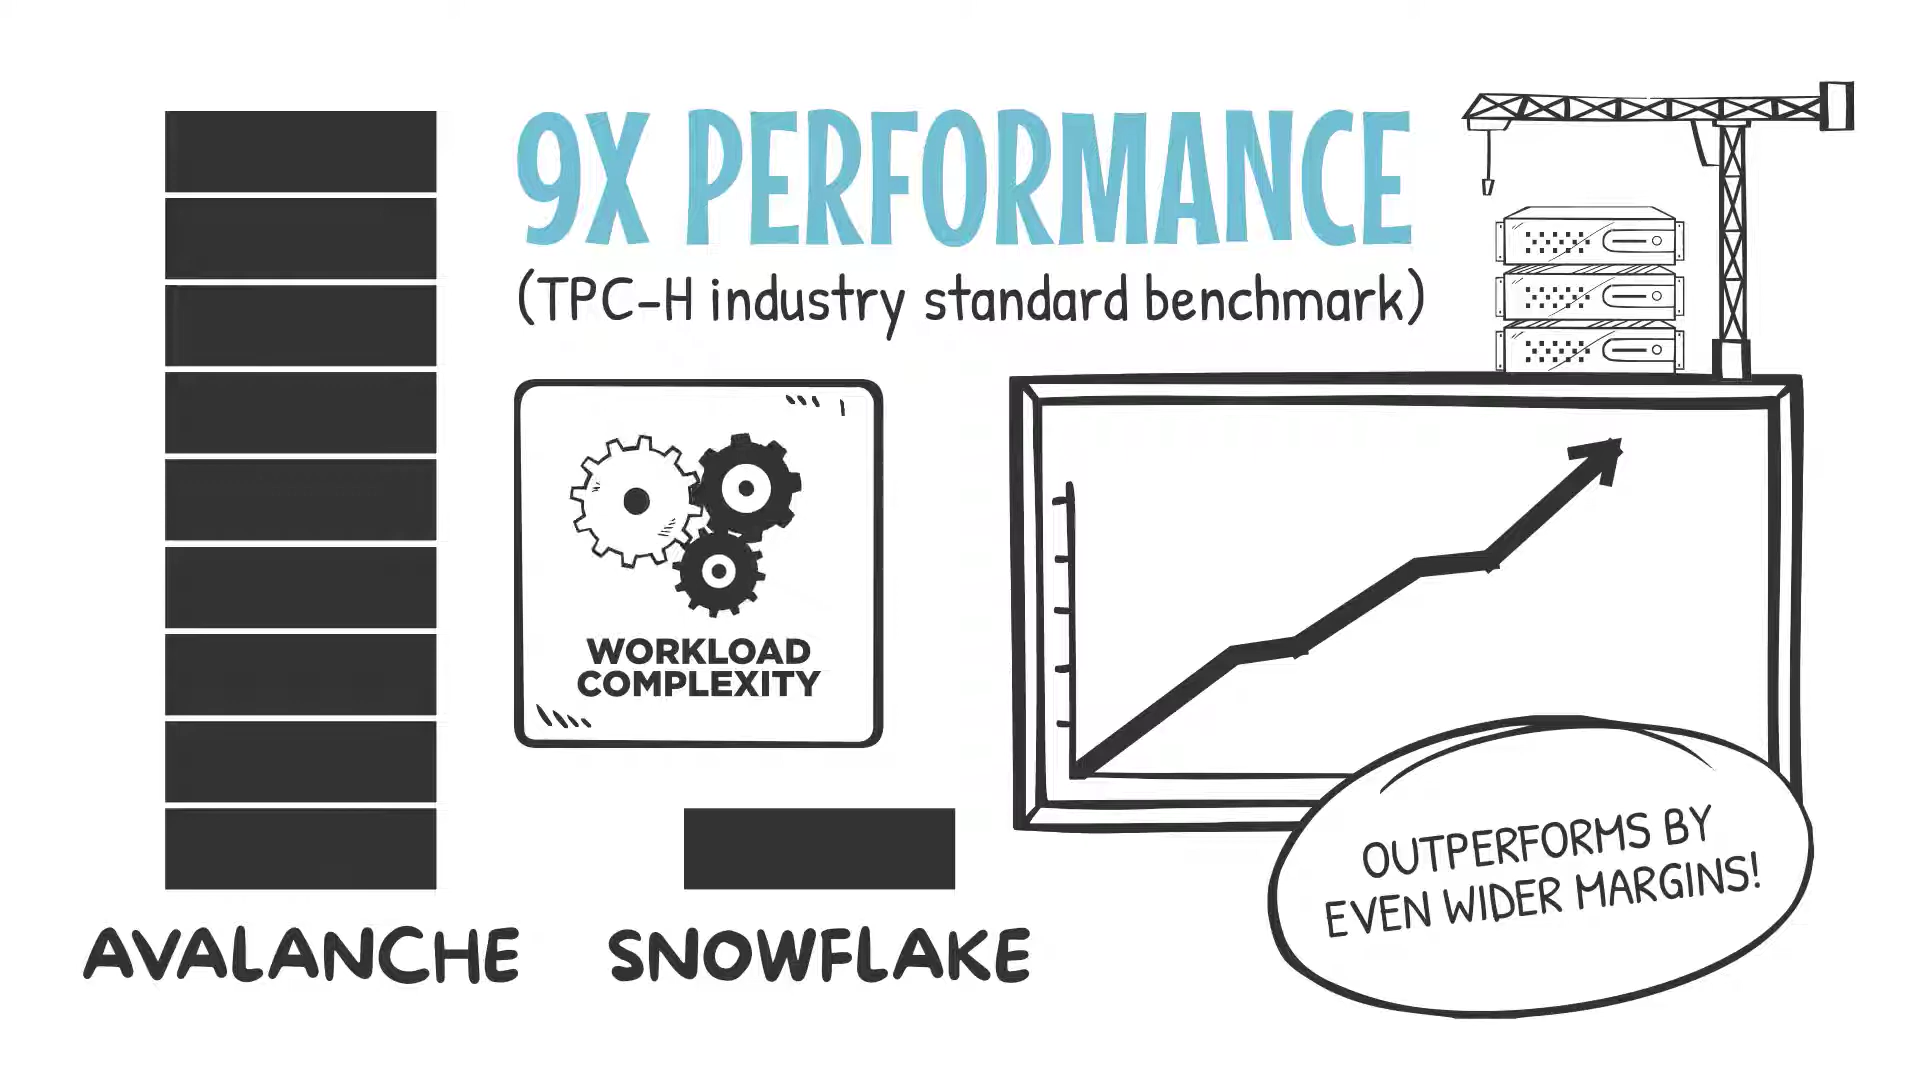 9X PERFORMANCE
(TPC-H industry standard benchmark)
WORKLOAD
COMPLEXITY
OUTPERFORMS BY
EVEN WIDER MARGINS!
AVALANCHE
SNOWFLAKE